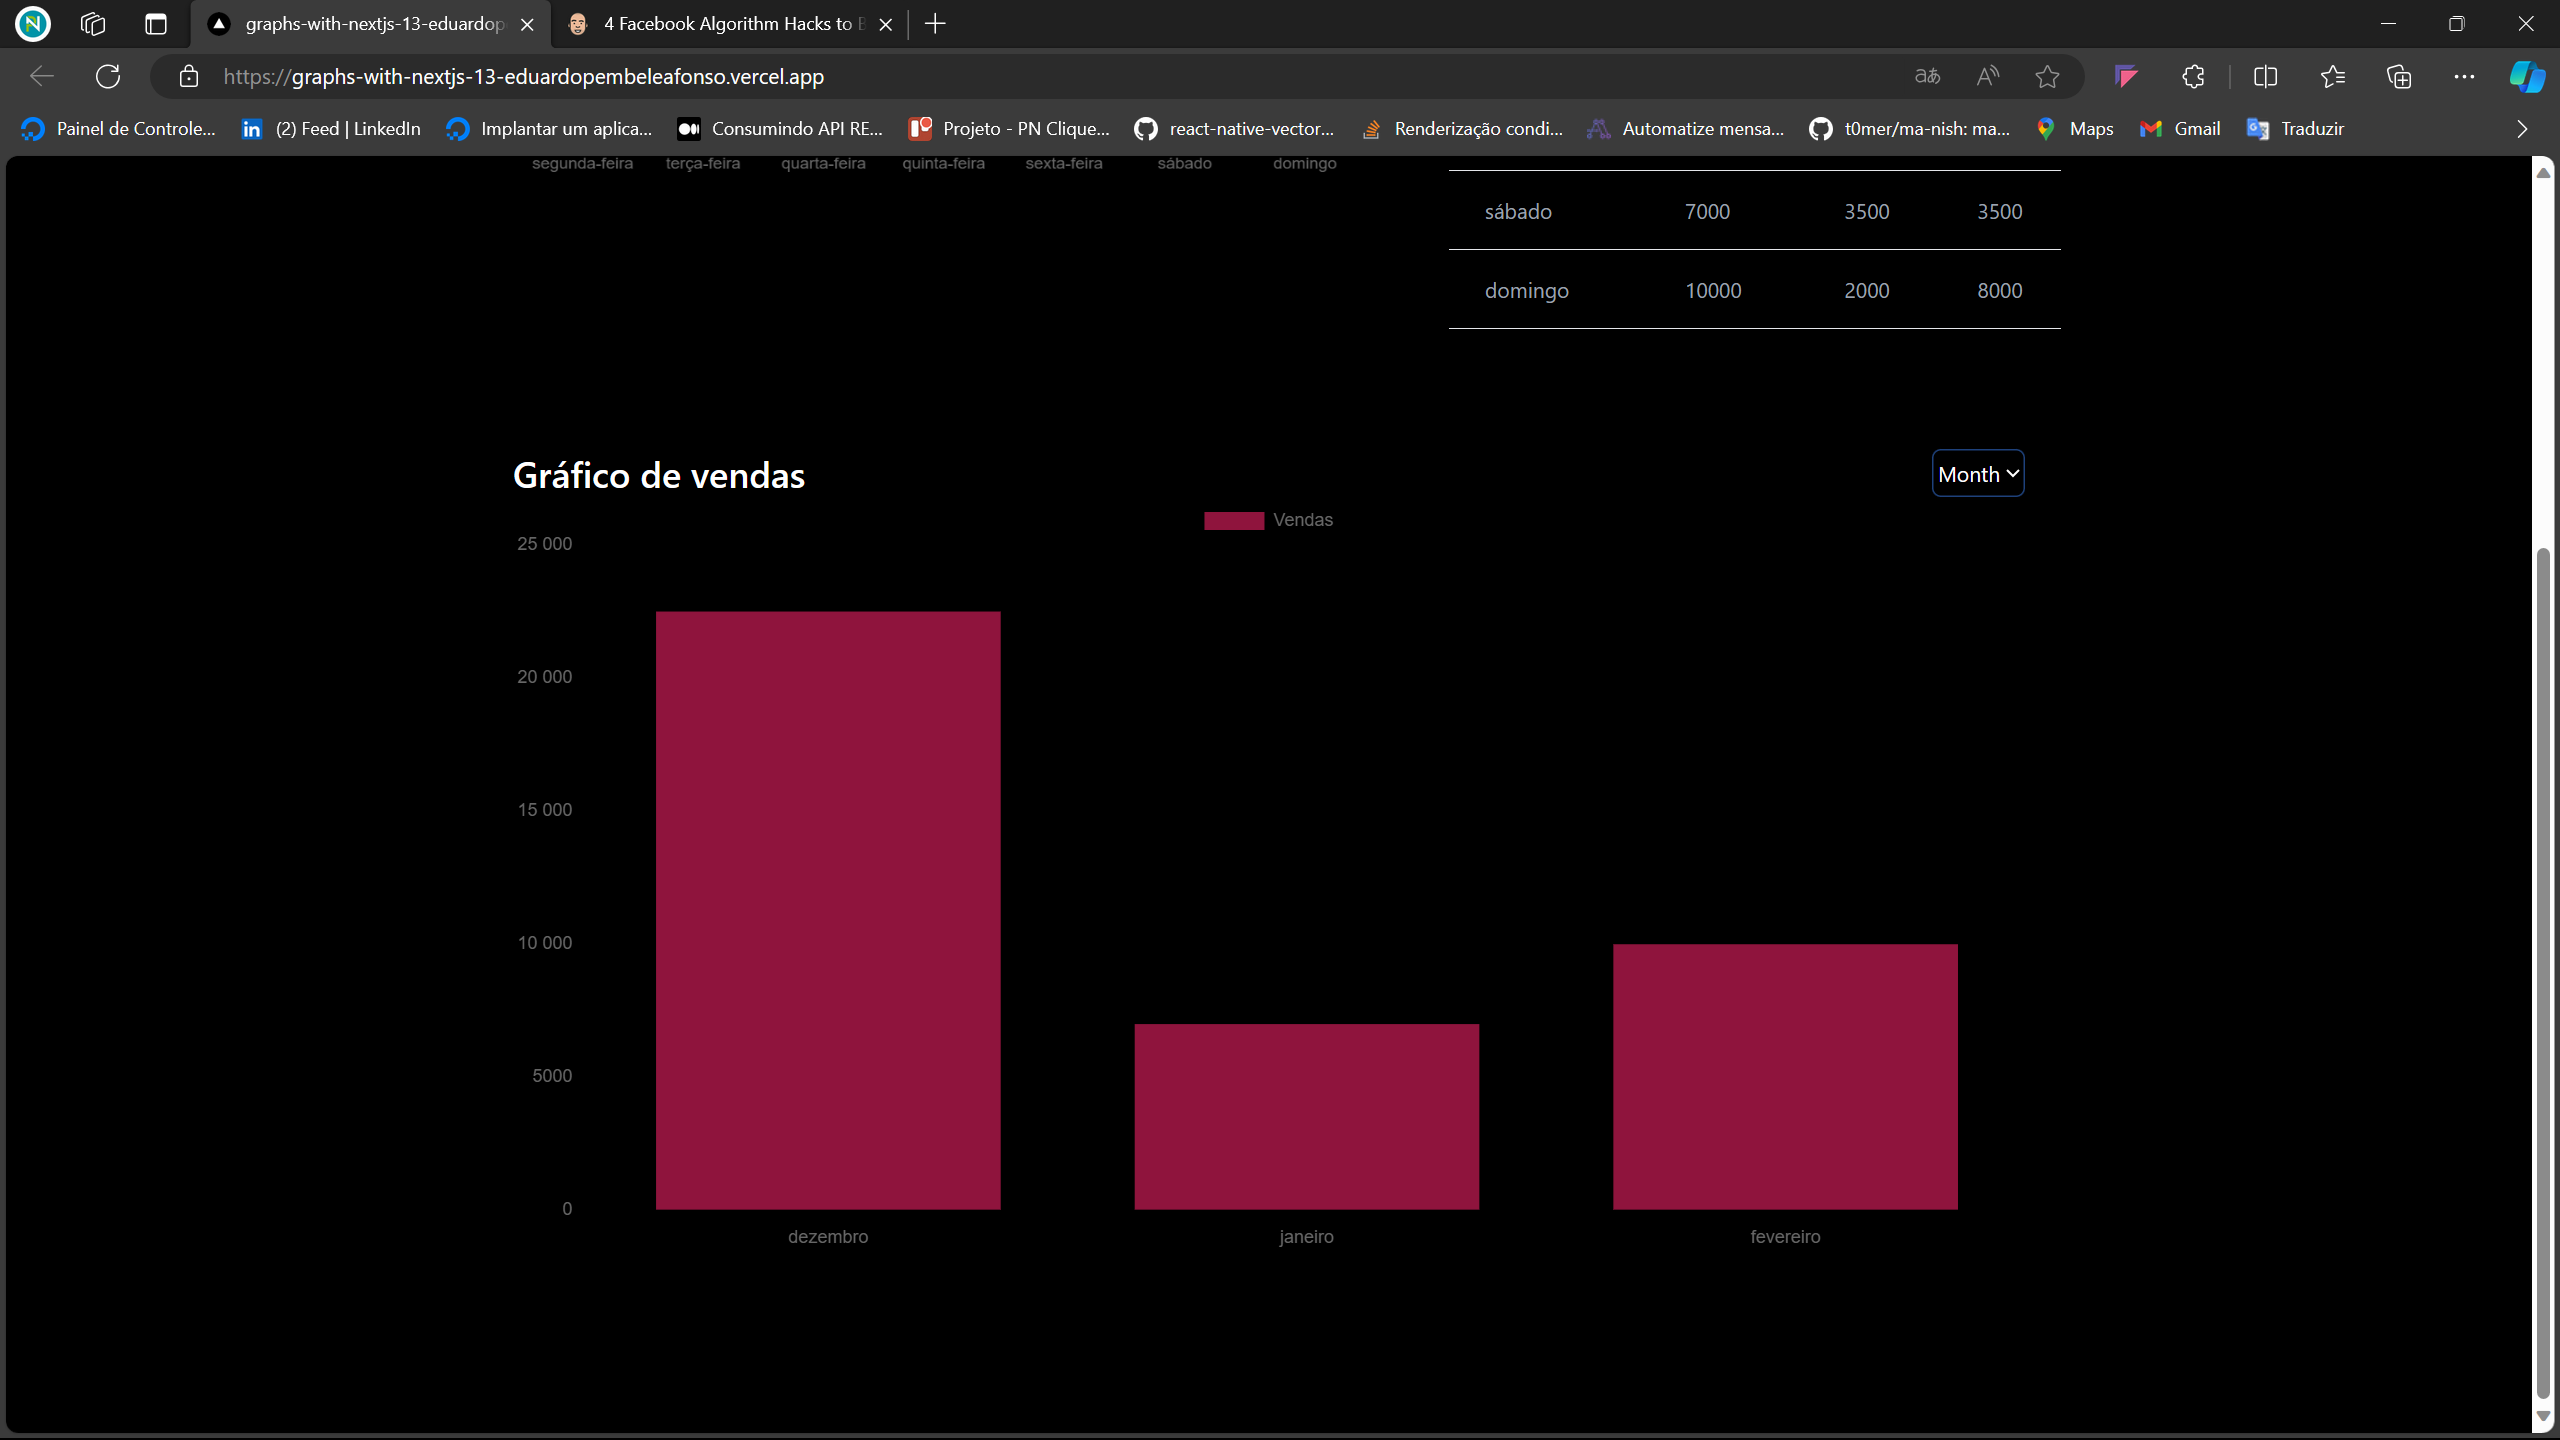 graphs-with-nextjs-13-eduardop
4 Facebook Algorithm Hacks to B
https://graphs-with-nextjs-13-eduardopembeleafonso.vercel.app
Painel de Controle... (2) Feed | LinkedIn Implantar um aplica... Consumindo API RE... Projeto - PN Clique... react-native-vector... Renderização condi... Automatize mensa... t0mer/ma-nish: ma... Maps Gmail Traduzir
segunda-feira terça-feira quarta-feira quinta-feira sexta-feira sábado domingo
sábado 7000 3500 3500
domingo 10000 2000 8000
Gráfico de vendas
Month
Vendas
25 000
20 000
15 000
10 000
5000
0
dezembro janeiro fevereiro